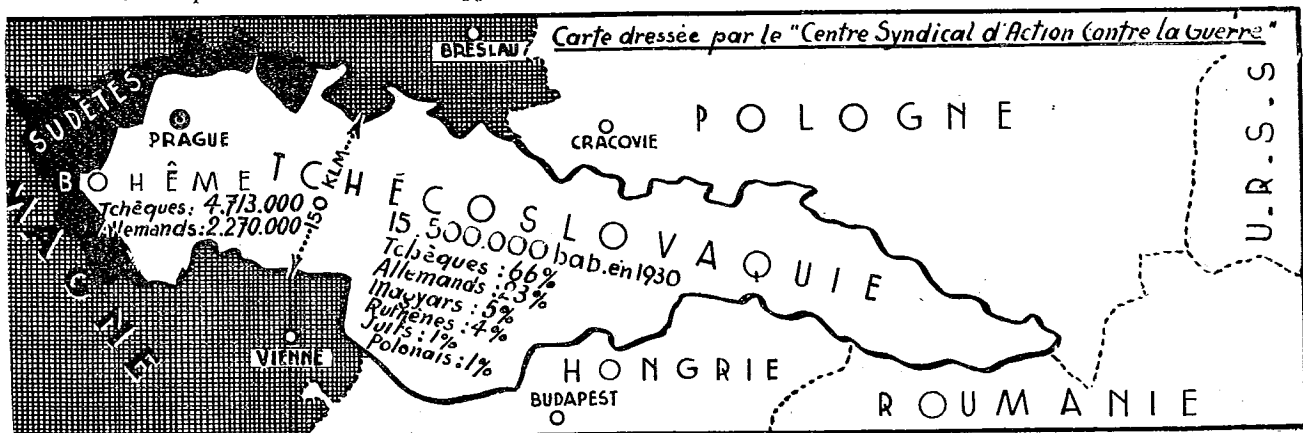 Carte dressée par le "Centre Syndical d'Action Contre la Guerre"
BRESLAU
U.R.S.S
SUDÈTES
PRAGUE
CRACOVIE
POLOGNE
BOHÊME
TCHÉCOSLOVAQUIE
150 KLM
Tchèques: 4.713.000
Allemands: 2.270.000
15.500.000 hab. en 1930
Tchèques: 66%
Allemands: 23%
Magyars: 5%
Ruthènes: 4%
Juifs: 1%
Polonais: 1%
VIENNE
HONGRIE
BUDAPEST
ROUMANIE